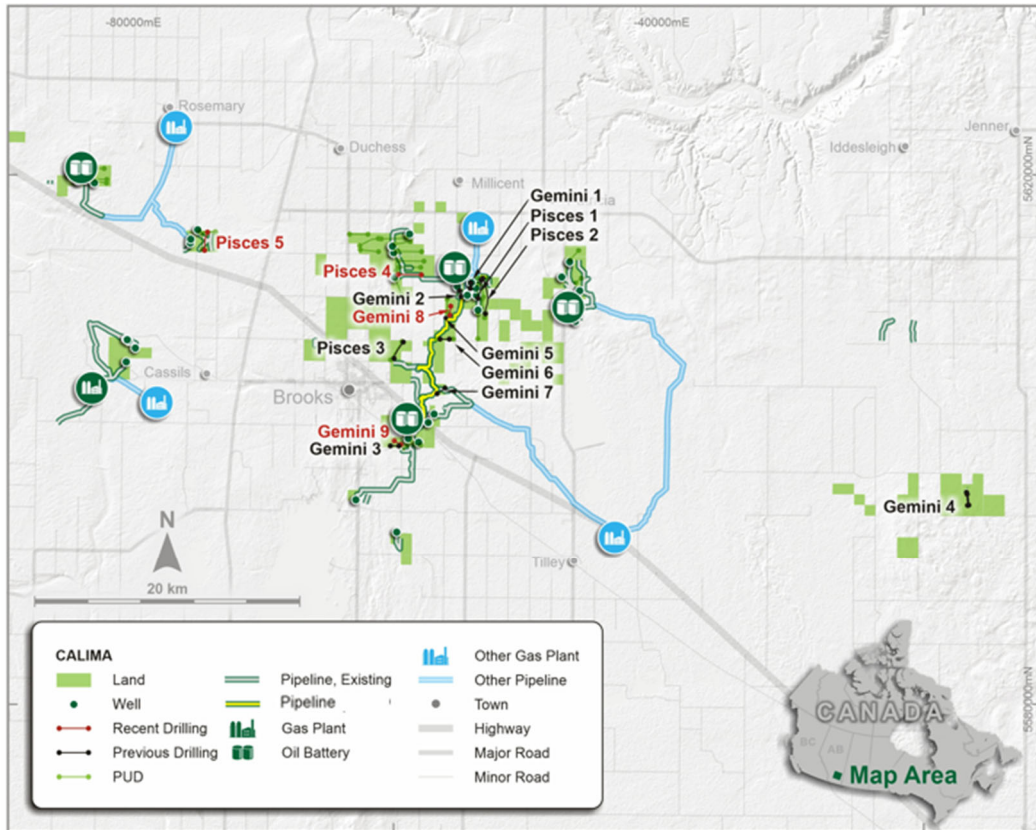 -80000mE
-40000mE
Rosemary
Jenner
Duchess
Iddesleigh
5620000mN
Millicent
Gemini 1
Pisces 1
Pisces 2
Pisces 5
Pisces 4
Gemini 2
Gemini 8
Pisces 3
Gemini 5
Gemini 6
Cassils
Brooks
Gemini 7
Gemini 9
Gemini 3
Gemini 4
N
Tilley
20 km
CALIMA
Land
Well
Recent Drilling
Previous Drilling
PUD
Pipeline, Existing
Pipeline
Gas Plant
Oil Battery
Other Gas Plant
Other Pipeline
Town
Highway
Major Road
Minor Road
CANADA
BC
AB
Map Area